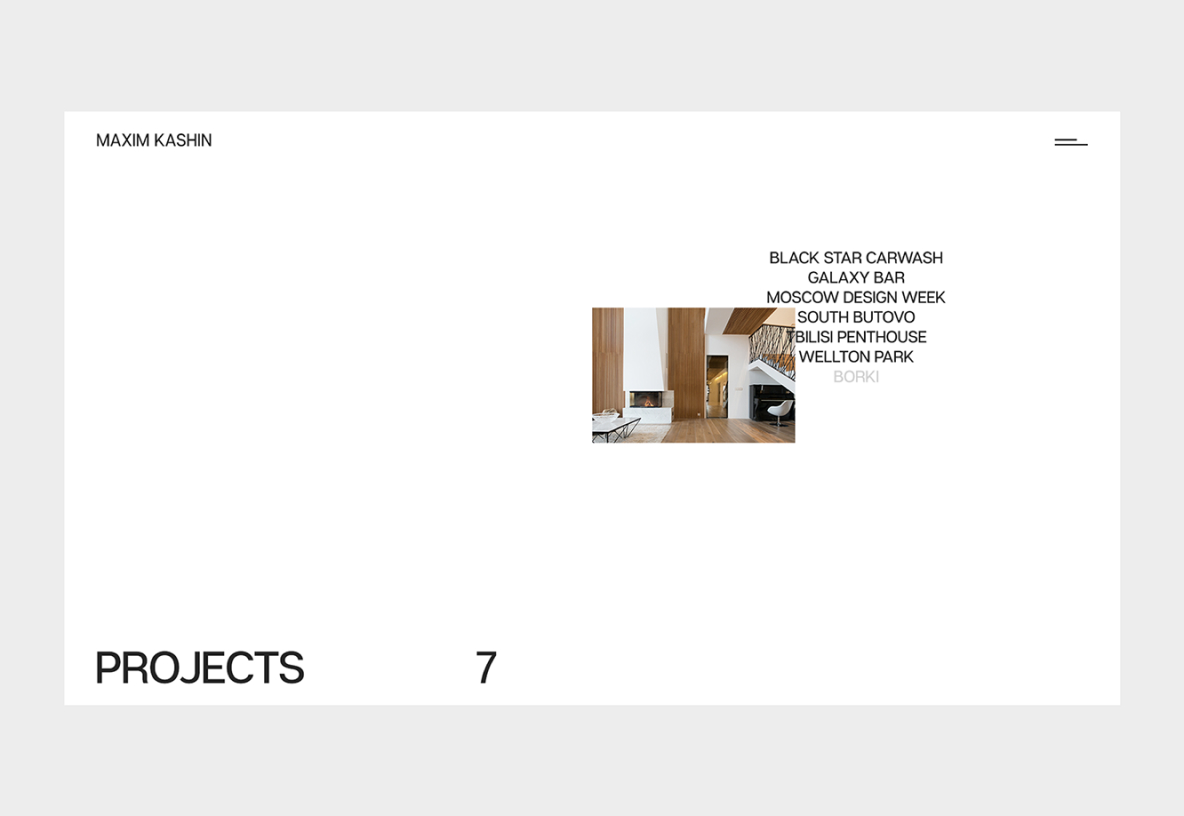 MAXIM KASHIN
BLACK STAR CARWASH
GALAXY BAR
MOSCOW DESIGN WEEK
SOUTH BUTOVO
TBILISI PENTHOUSE
WELLTON PARK
BORKI
PROJECTS 7